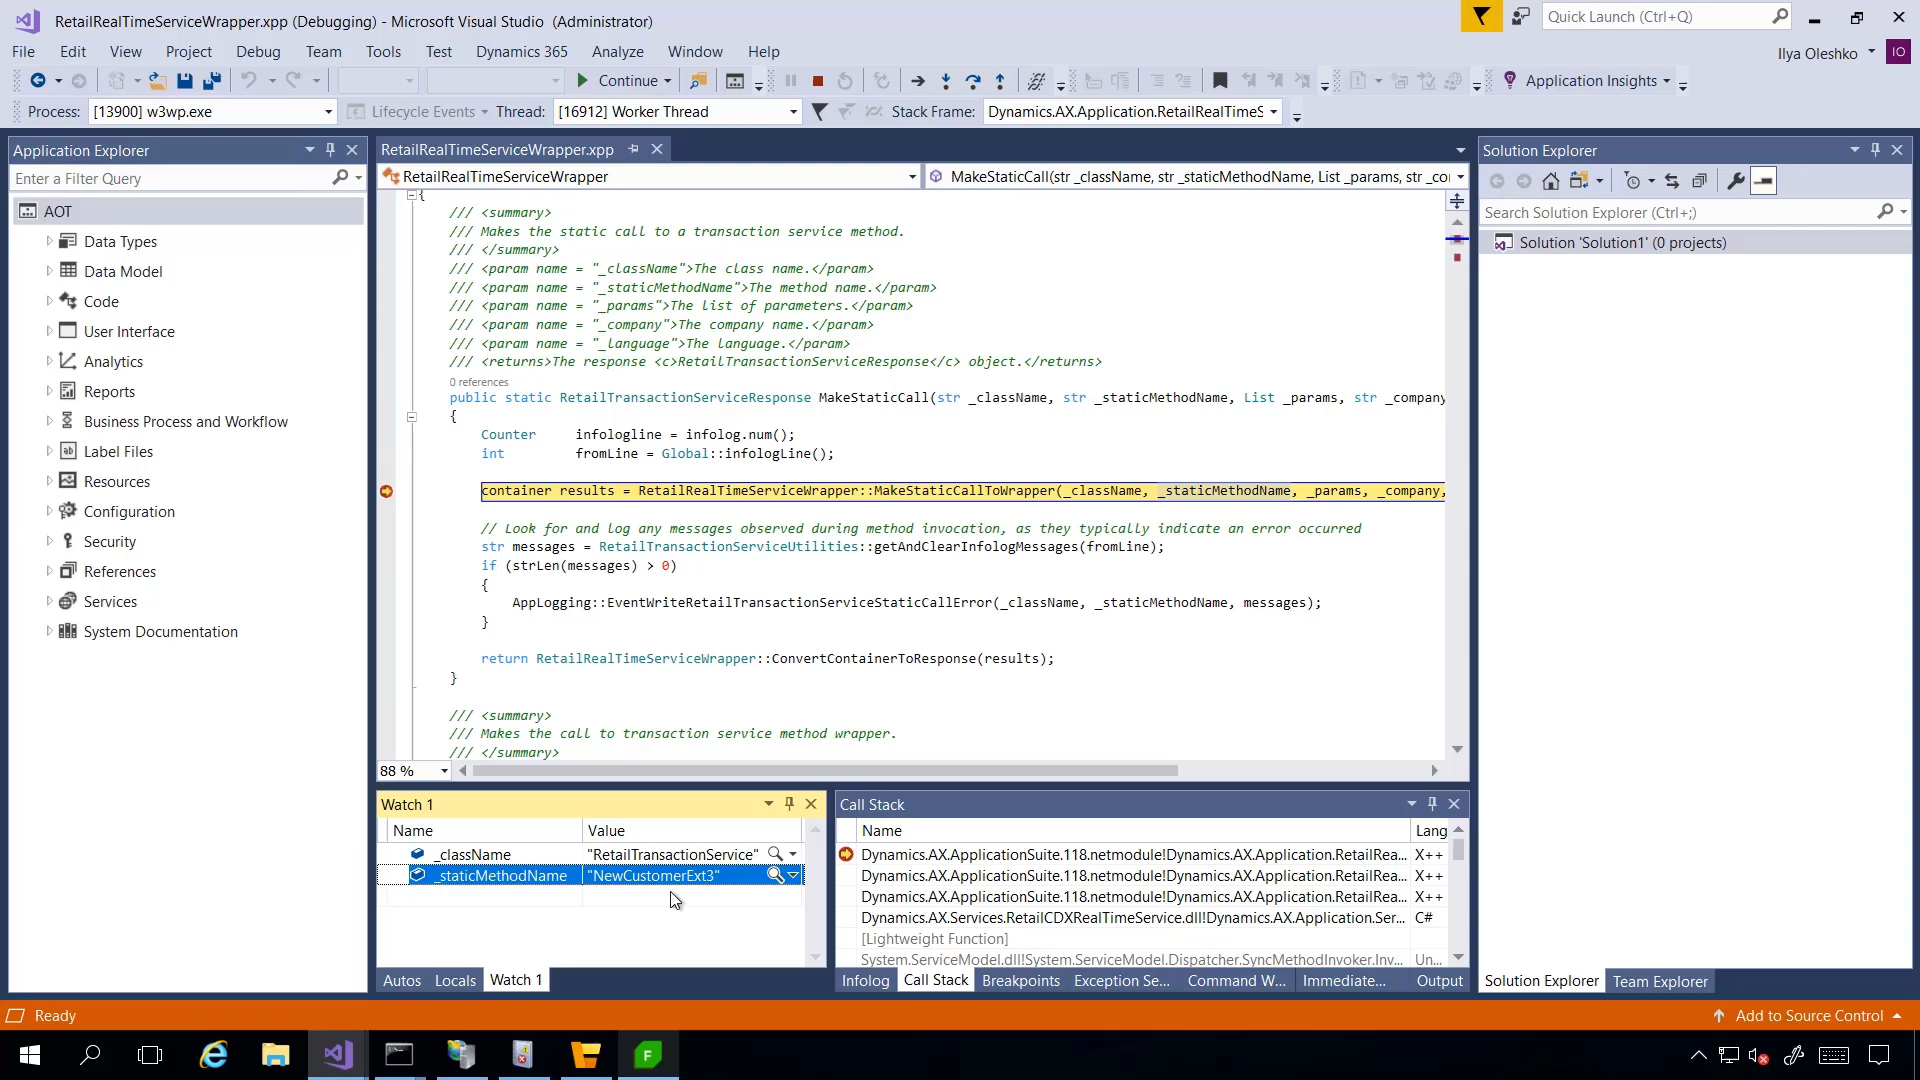 RetailRealTimeServiceWrapper.xpp (Debugging) - Microsoft Visual Studio (Administrator)
Quick Launch (Ctrl+Q)
File Edit View Project Debug Team Tools Test Dynamics 365 Analyze Window Help
Ilya Oleshko IO
Continue
Application Insights
Process: [13900] w3wp.exe Lifecycle Events Thread: [16912] Worker Thread Stack Frame: Dynamics.AX.Application.RetailRealTimeS
Application Explorer
Enter a Filter Query
AOT
Data Types
Data Model
Code
User Interface
Analytics
Reports
Business Process and Workflow
Label Files
Resources
Configuration
Security
References
Services
System Documentation
RetailRealTimeServiceWrapper.xpp
RetailRealTimeServiceWrapper MakeStaticCall(str _className, str _staticMethodName, List _params, str _co
{
/// <summary>
/// Makes the static call to a transaction service method.
/// </summary>
/// <param name = "_className">The class name.</param>
/// <param name = "_staticMethodName">The method name.</param>
/// <param name = "_params">The list of parameters.</param>
/// <param name = "_company">The company name.</param>
/// <param name = "_language">The language.</param>
/// <returns>The response <c>RetailTransactionServiceResponse</c> object.</returns>
0 references
public static RetailTransactionServiceResponse MakeStaticCall(str _className, str _staticMethodName, List _params, str _company
{
Counter infologline = infolog.num();
int fromLine = Global::infologLine();
container results = RetailRealTimeServiceWrapper::MakeStaticCallToWrapper(_className, _staticMethodName, _params, _company,
// Look for and log any messages observed during method invocation, as they typically indicate an error occurred
str messages = RetailTransactionServiceUtilities::getAndClearInfologMessages(fromLine);
if (strLen(messages) > 0)
{
AppLogging::EventWriteRetailTransactionServiceStaticCallError(_className, _staticMethodName, messages);
}
return RetailRealTimeServiceWrapper::ConvertContainerToResponse(results);
}
/// <summary>
/// Makes the call to transaction service method wrapper.
/// </summary>
88 %
Watch 1
Name Value
_className "RetailTransactionService"
_staticMethodName "NewCustomerExt3"
Autos Locals Watch 1
Call Stack
Name Lang
Dynamics.AX.ApplicationSuite.118.netmodule!Dynamics.AX.Application.RetailRea... X++
Dynamics.AX.ApplicationSuite.118.netmodule!Dynamics.AX.Application.RetailRea... X++
Dynamics.AX.ApplicationSuite.118.netmodule!Dynamics.AX.Application.RetailRea... X++
Dynamics.AX.Services.RetailCDXRealTimeService.dll!Dynamics.AX.Application.Ser... C#
[Lightweight Function]
System.ServiceModel.dll!System.ServiceModel.Dispatcher.SyncMethodInvoker.Inv... Un...
Infolog Call Stack Breakpoints Exception Se... Command W... Immediate... Output
Solution Explorer
Search Solution Explorer (Ctrl+;)
Solution 'Solution1' (0 projects)
Solution Explorer Team Explorer
Ready
Add to Source Control